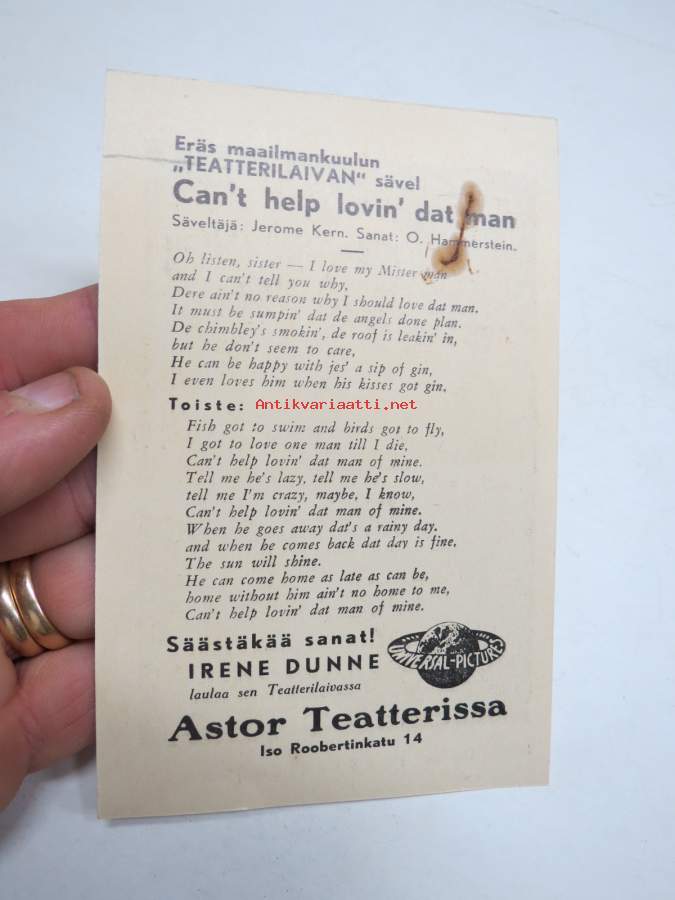 Eräs maailmankuulun
„TEATTERILAIVAN“ sävel
Can't help lovin' dat man
Säveltäjä: Jerome Kern. Sanat: O. Hammerstein.
Oh listen, sister — I love my Mister man
and I can't tell you why,
Dere ain't no reason why I should love dat man.
It must be sumpin' dat de angels done plan.
De chimbley's smokin', de roof is leakin' in,
but he don't seem to care,
He can be happy with jes' a sip of gin,
I even loves him when his kisses got gin.
Toiste:
Antikvariaatti.net
Fish got to swim and birds got to fly,
I got to love one man till I die,
Can't help lovin' dat man of mine.
Tell me he's lazy, tell me he's slow,
tell me I'm crazy, maybe, I know,
Can't help lovin' dat man of mine.
When he goes away dat's a rainy day.
and when he comes back dat day is fine,
The sun will shine.
He can come home as late as can be,
home without him ain't no home to me,
Can't help lovin' dat man of mine.
Säästäkää sanat!
IRENE DUNNE
laulaa sen Teatterilaivassa
UNIVERSAL-PICTURES
Astor Teatterissa
Iso Roobertinkatu 14